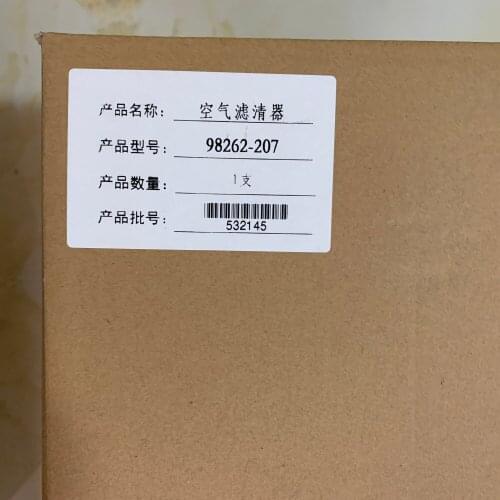 产品名称： 空气滤清器
产品型号： 98262-207
产品数量： 1支
产品批号：
532145